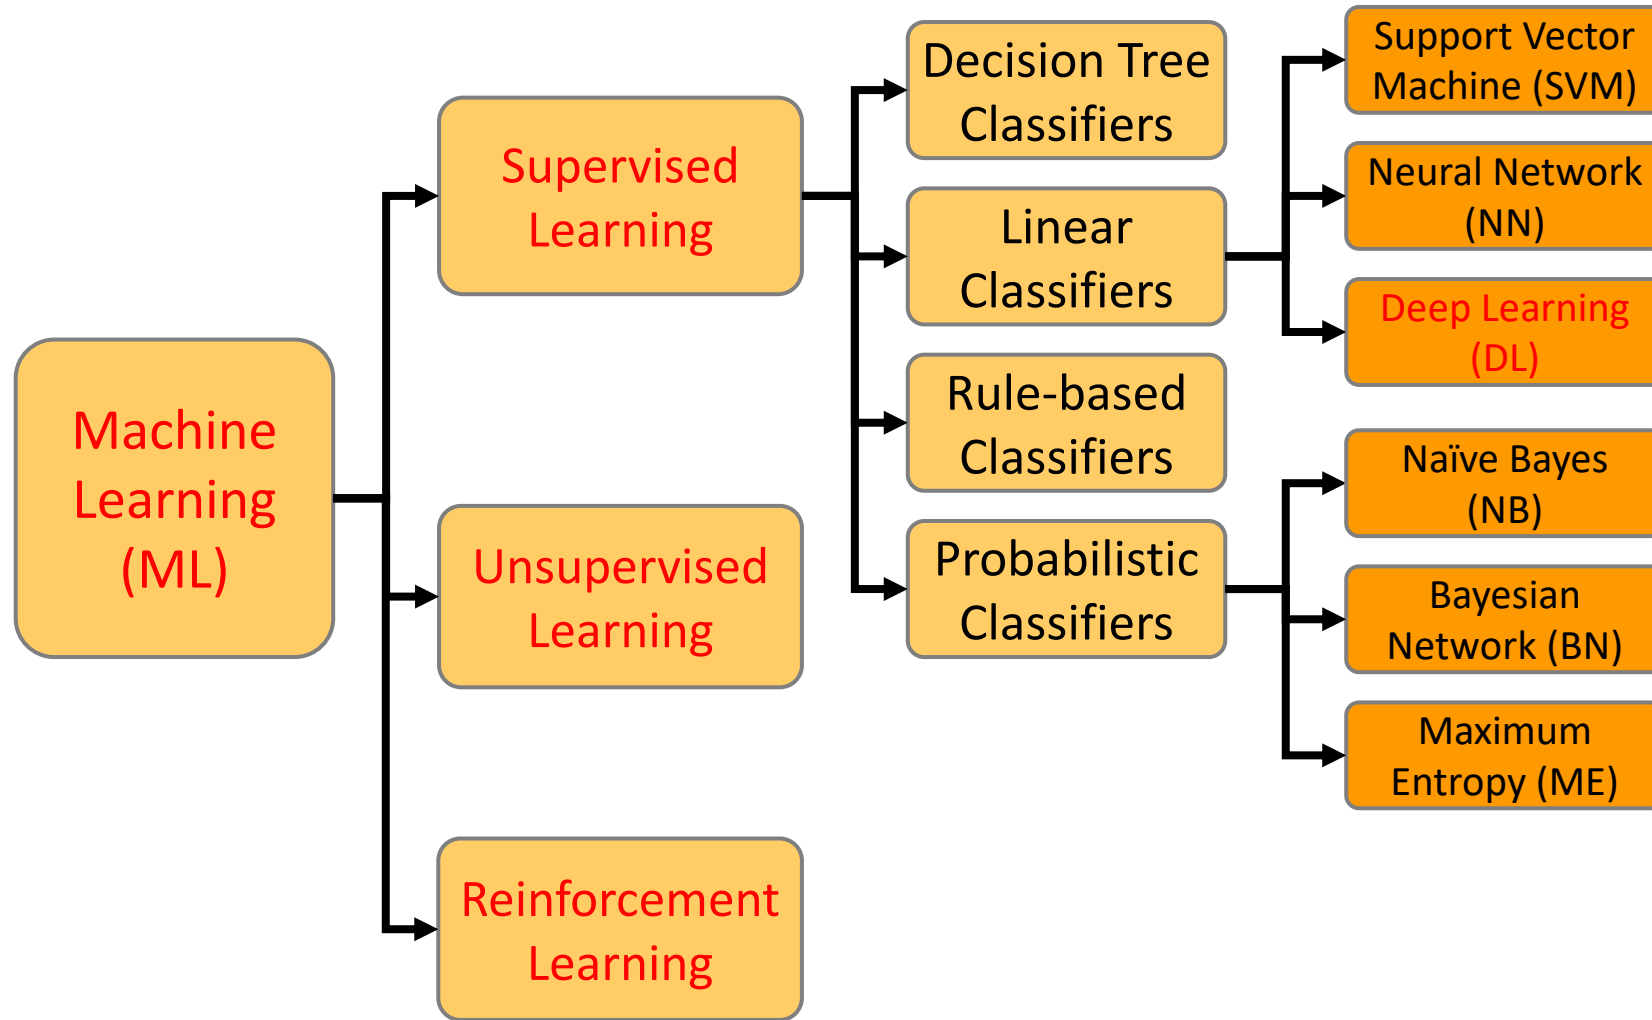 Machine
Learning
(ML)
Supervised
Learning
Unsupervised
Learning
Reinforcement
Learning
Decision Tree
Classifiers
Linear
Classifiers
Rule-based
Classifiers
Probabilistic
Classifiers
Support Vector
Machine (SVM)
Neural Network
(NN)
Deep Learning
(DL)
Naïve Bayes
(NB)
Bayesian
Network (BN)
Maximum
Entropy (ME)